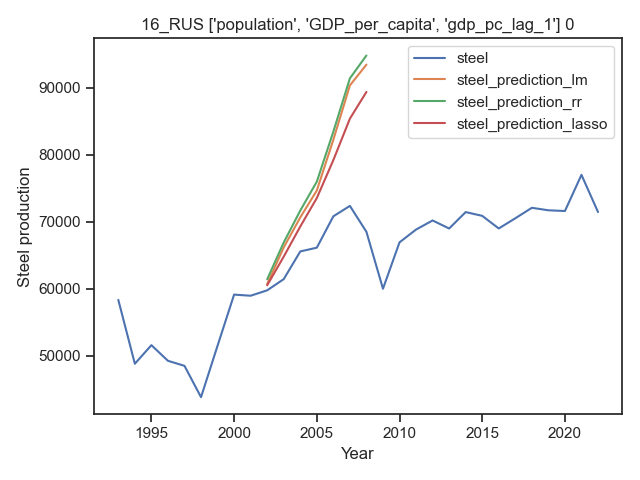 16_RUS ['population', 'GDP_per_capita', 'gdp_pc_lag_1'] 0
steel
steel_prediction_lm
steel_prediction_rr
steel_prediction_lasso
Steel production
90000
80000
70000
60000
50000
1995 2000 2005 2010 2015 2020
Year